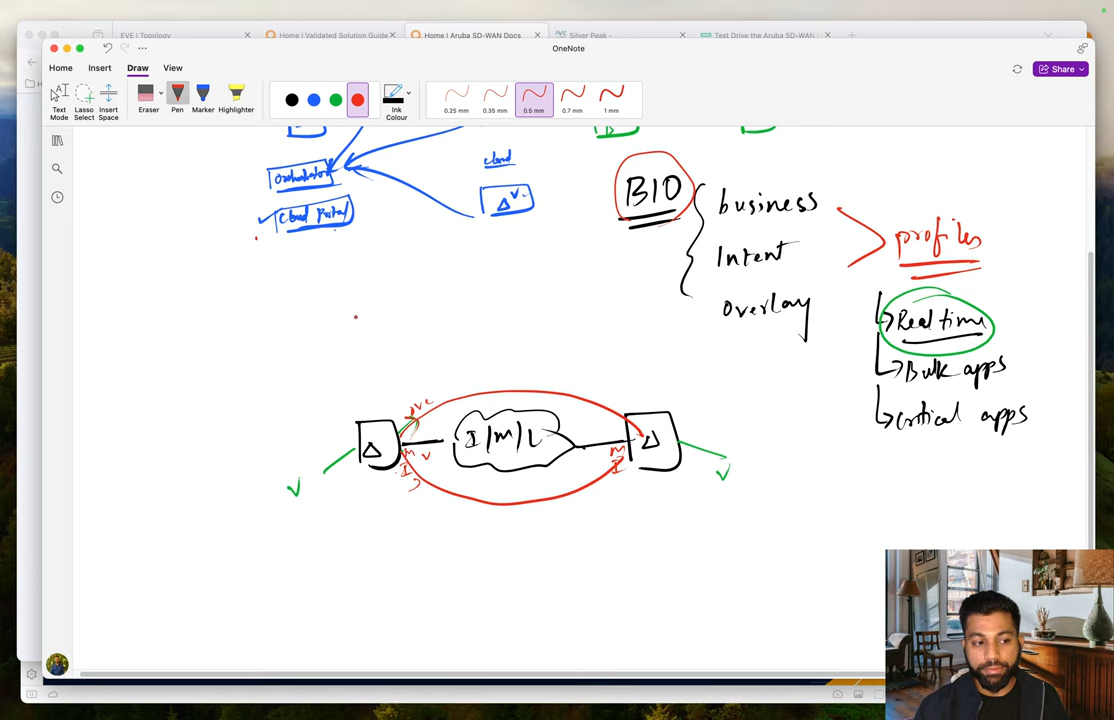 EVE | Topology
Home | Validated Solution Guide
Home | Aruba SD-WAN Docs
Silver Peak -
Test Drive the Aruba SD-WAN
OneNote
Home
Insert
Draw
View
Share
Text Mode
Lasso Select
Insert Space
Eraser
Pen
Marker
Highlighter
Ink Colour
0.25 mm
0.35 mm
0.5 mm
0.7 mm
1 mm
Orchestrator
Cloud Portal
cloud
BIO
business
Intent
overlay
profiles
Real time
Bulk apps
critical apps
I/M/L
M
I
M
I